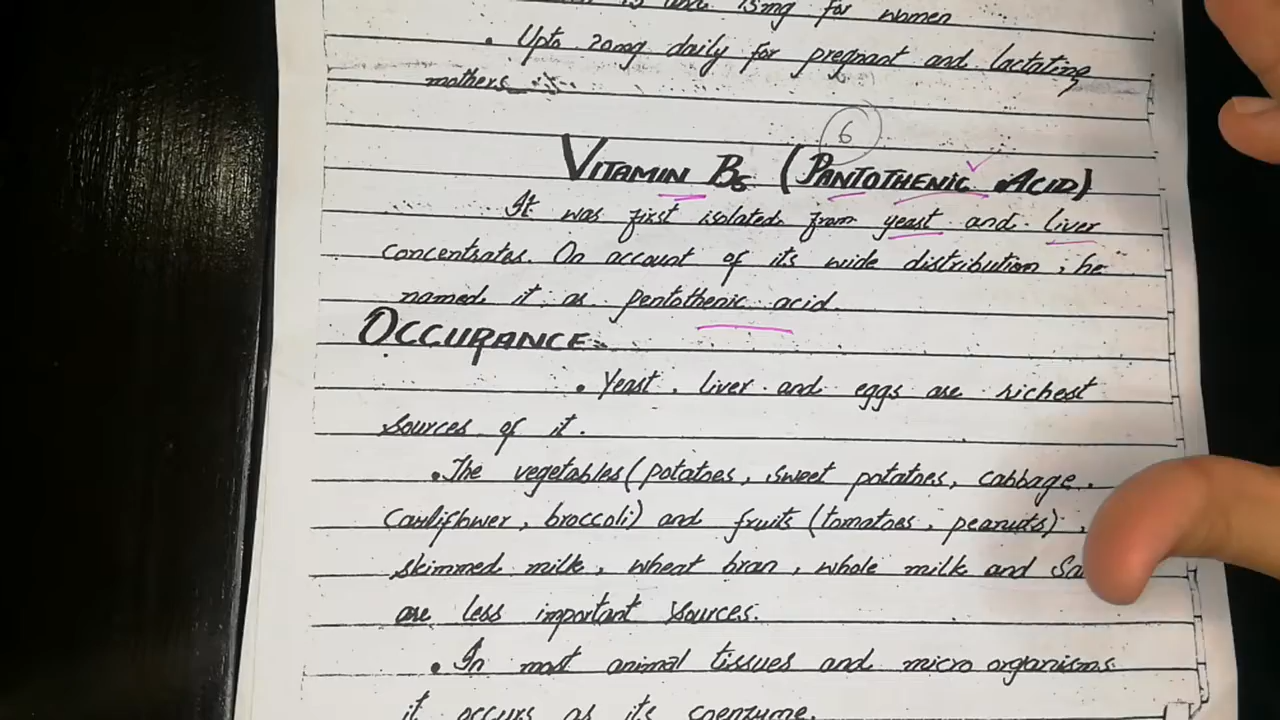 15mg for women
• Upto 20mg daily for pregnant and lactating
mothers
6
VITAMIN B5 (PANTOTHENIC ACID)
It was first isolated from yeast and liver
concentrates. On account of its wide distribution, he
named it as pentothenic acid.
OCCURANCE
• Yeast, liver and eggs are richest
sources of it.
• The vegetables (potatoes, sweet potatoes, cabbage,
cauliflower, broccoli) and fruits (tomatoes, peanuts),
skimmed milk, wheat bran, whole milk and
are less important sources.
• In most animal tissues and micro organisms
it occurs as its coenzyme.